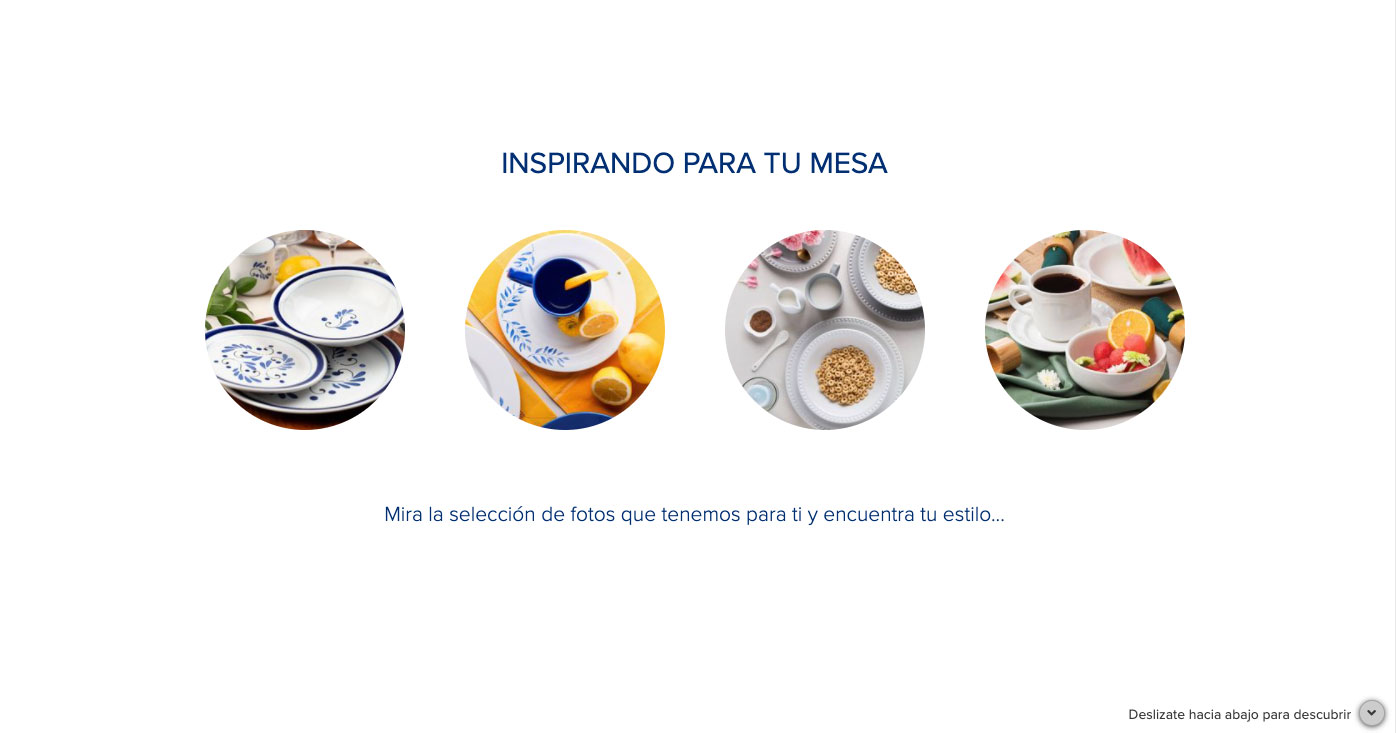 INSPIRANDO PARA TU MESA
Mira la selección de fotos que tenemos para ti y encuentra tu estilo...
Deslizate hacia abajo para descubrir